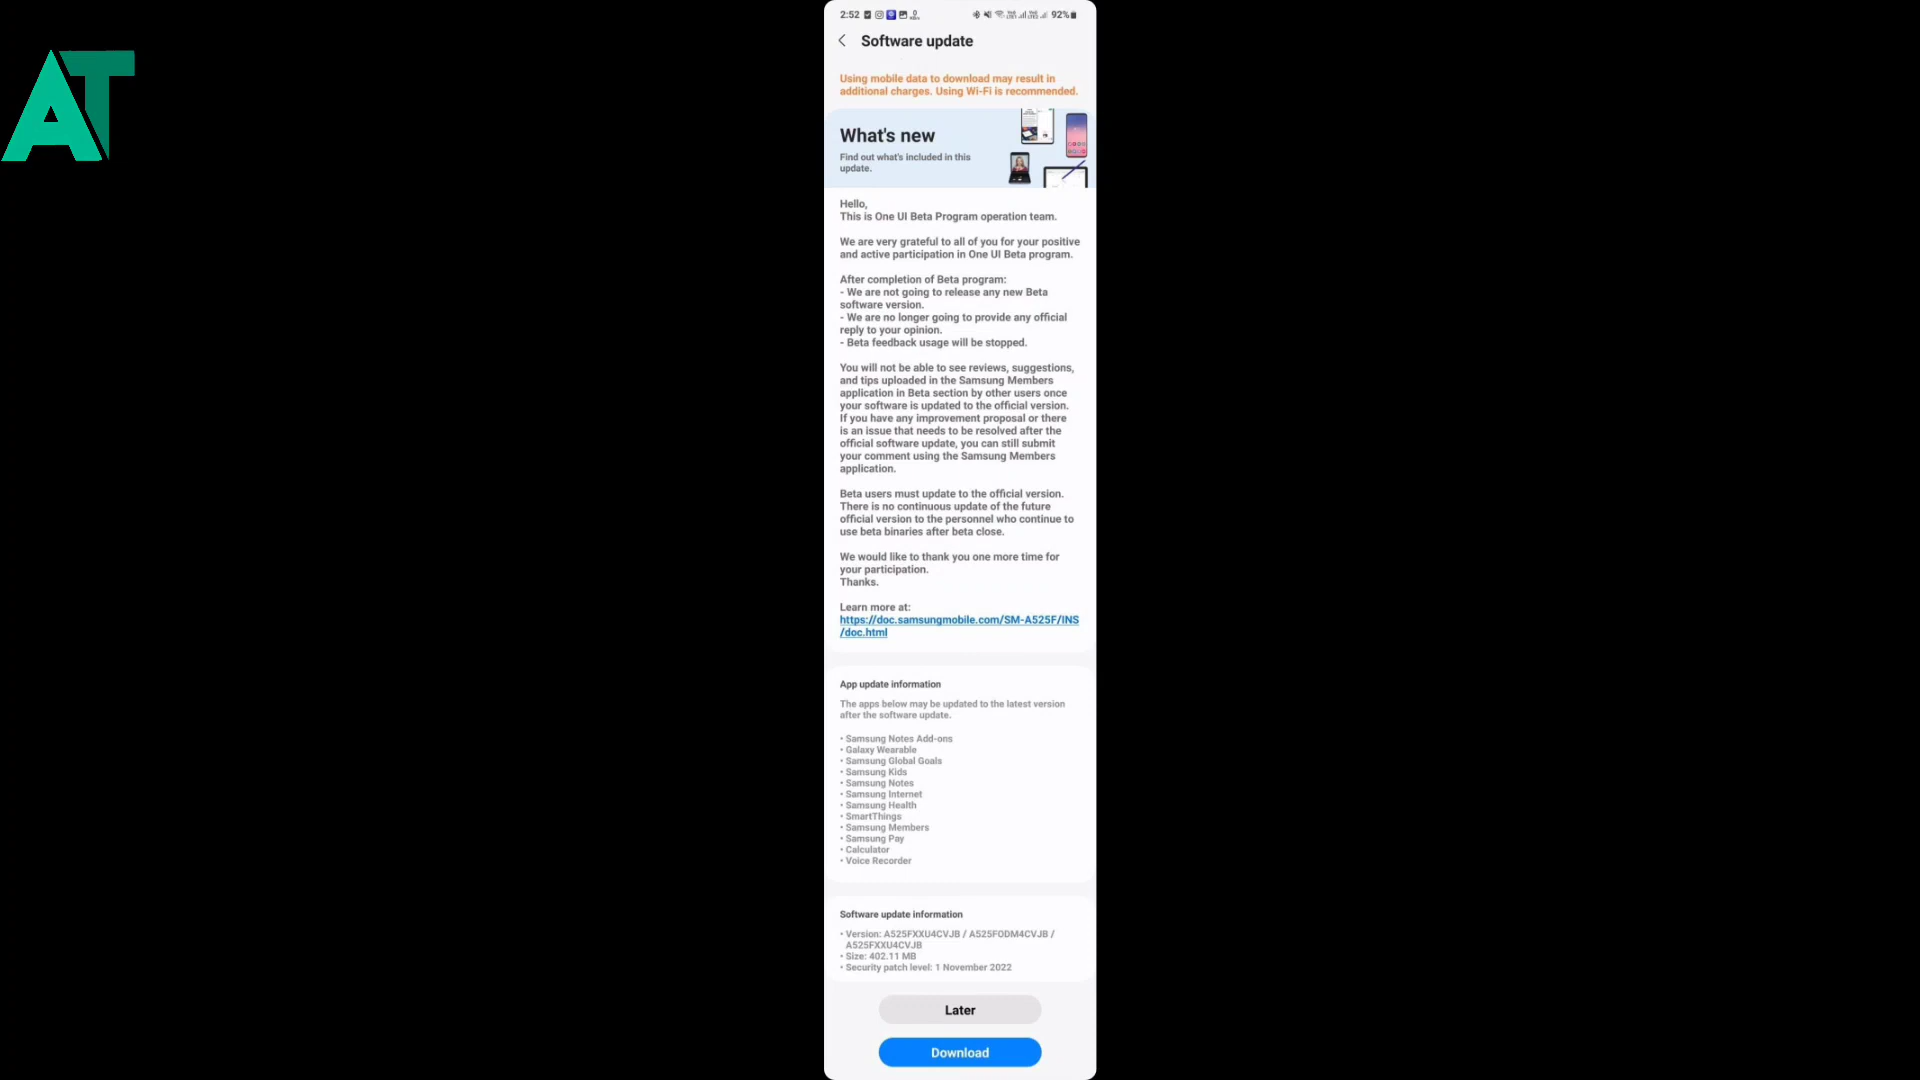 AT
2:52
92%
Software update
Using mobile data to download may result in
additional charges. Using Wi-Fi is recommended.
What's new
Find out what's included in this
update.
Hello,
This is One UI Beta Program operation team.
We are very grateful to all of you for your positive
and active participation in One UI Beta program.
After completion of Beta program:
- We are not going to release any new Beta
software version.
- We are no longer going to provide any official
reply to your opinion.
- Beta feedback usage will be stopped.
You will not be able to see reviews, suggestions,
and tips uploaded in the Samsung Members
application in Beta section by other users once
your software is updated to the official version.
If you have any improvement proposal or there
is an issue that needs to be resolved after the
official software update, you can still submit
your comment using the Samsung Members
application.
Beta users must update to the official version.
There is no continuous update of the future
official version to the personnel who continue to
use beta binaries after beta close.
We would like to thank you one more time for
your participation.
Thanks.
Learn more at:
https://doc.samsungmobile.com/SM-A525F/INS
/doc.html
App update information
The apps below may be updated to the latest version
after the software update.
• Samsung Notes Add-ons
• Galaxy Wearable
• Samsung Global Goals
• Samsung Kids
• Samsung Notes
• Samsung Internet
• Samsung Health
• SmartThings
• Samsung Members
• Samsung Pay
• Calculator
• Voice Recorder
Software update information
• Version: A525FXXU4CVJB / A525FODM4CVJB /
A525FXXU4CVJB
• Size: 402.11 MB
• Security patch level: 1 November 2022
Later
Download